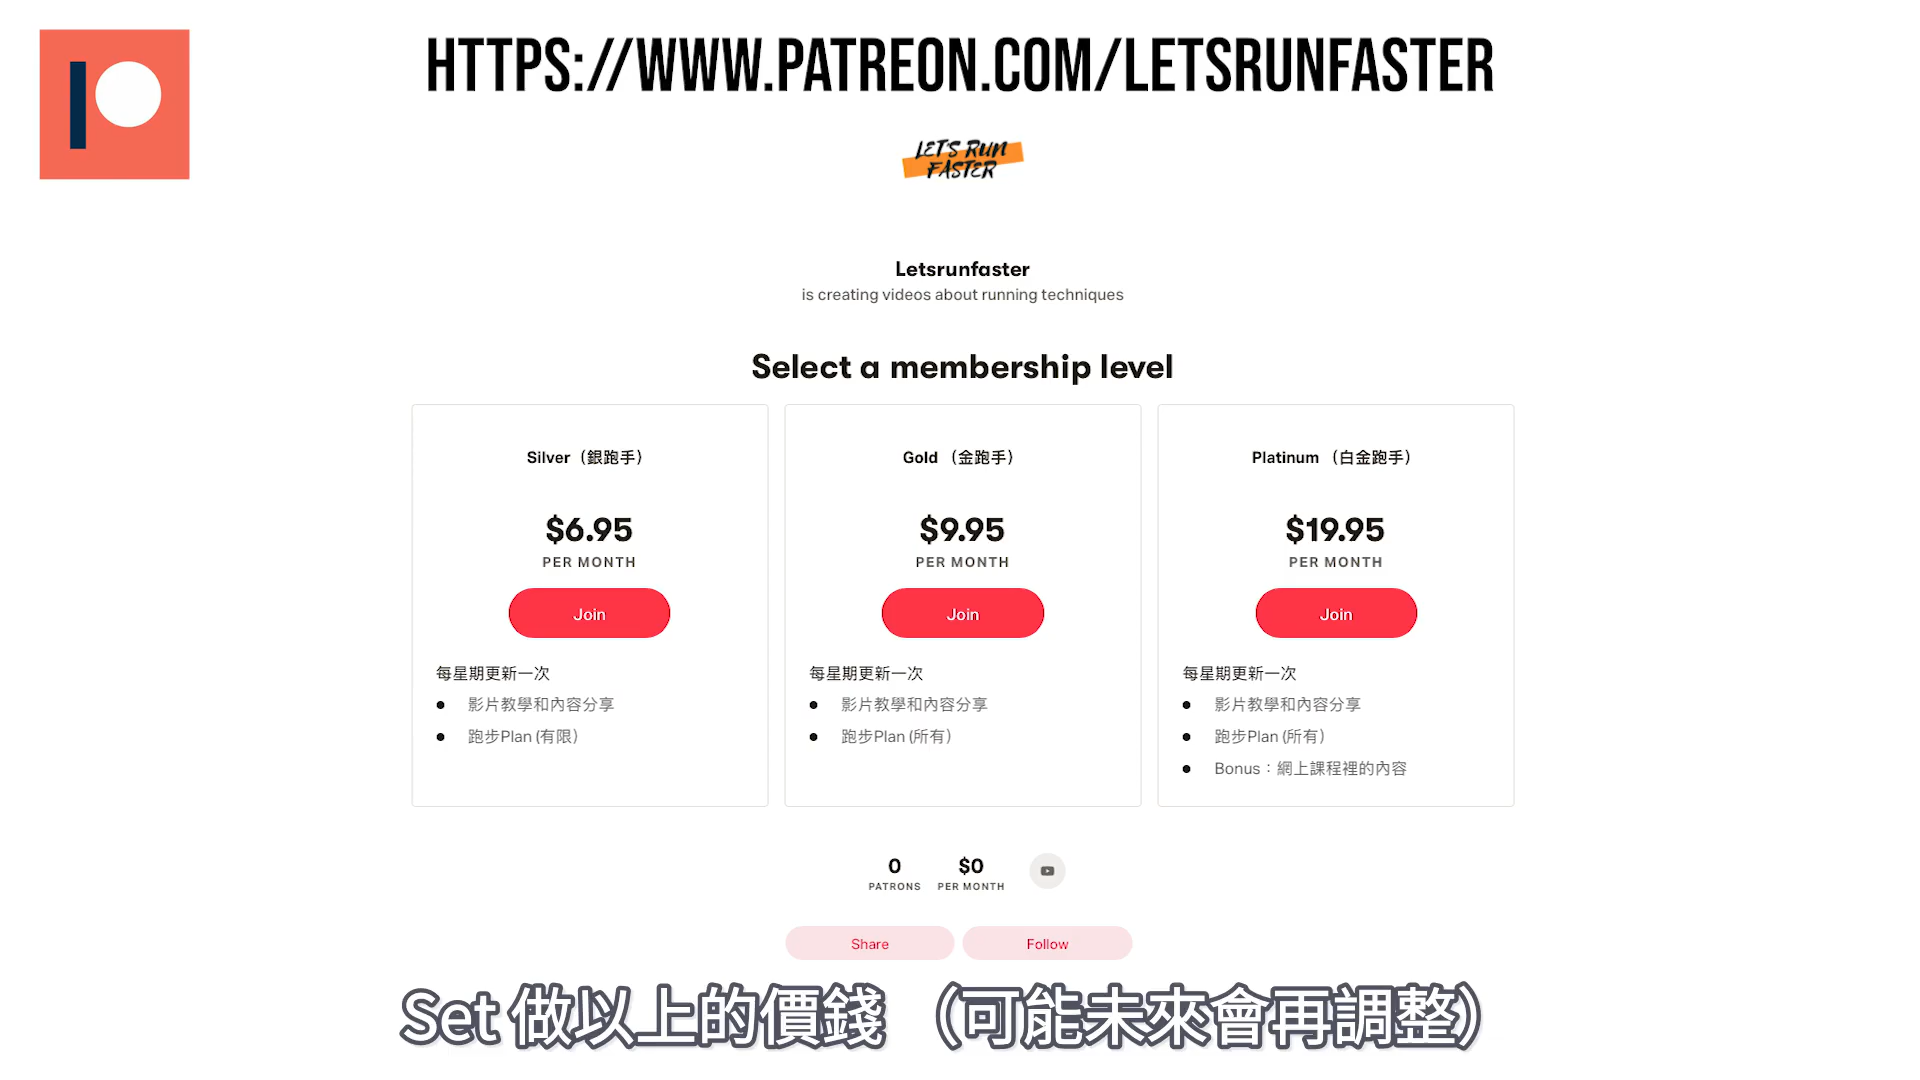 HTTPS://WWW.PATREON.COM/LETSRUNFASTER
LET'S RUN
FASTER
Letsrunfaster
is creating videos about running techniques
Select a membership level
Silver（銀跑手）
$6.95
PER MONTH
Join
每星期更新一次
影片教學和內容分享
跑步Plan (有限）
Gold （金跑手）
$9.95
PER MONTH
Join
每星期更新一次
影片教學和內容分享
跑步Plan (所有）
Platinum （白金跑手）
$19.95
PER MONTH
Join
每星期更新一次
影片教學和內容分享
跑步Plan (所有）
Bonus：網上課程裡的內容
0
PATRONS
$0
PER MONTH
Share
Follow
Set 做以上的價錢 （可能未來會再調整）